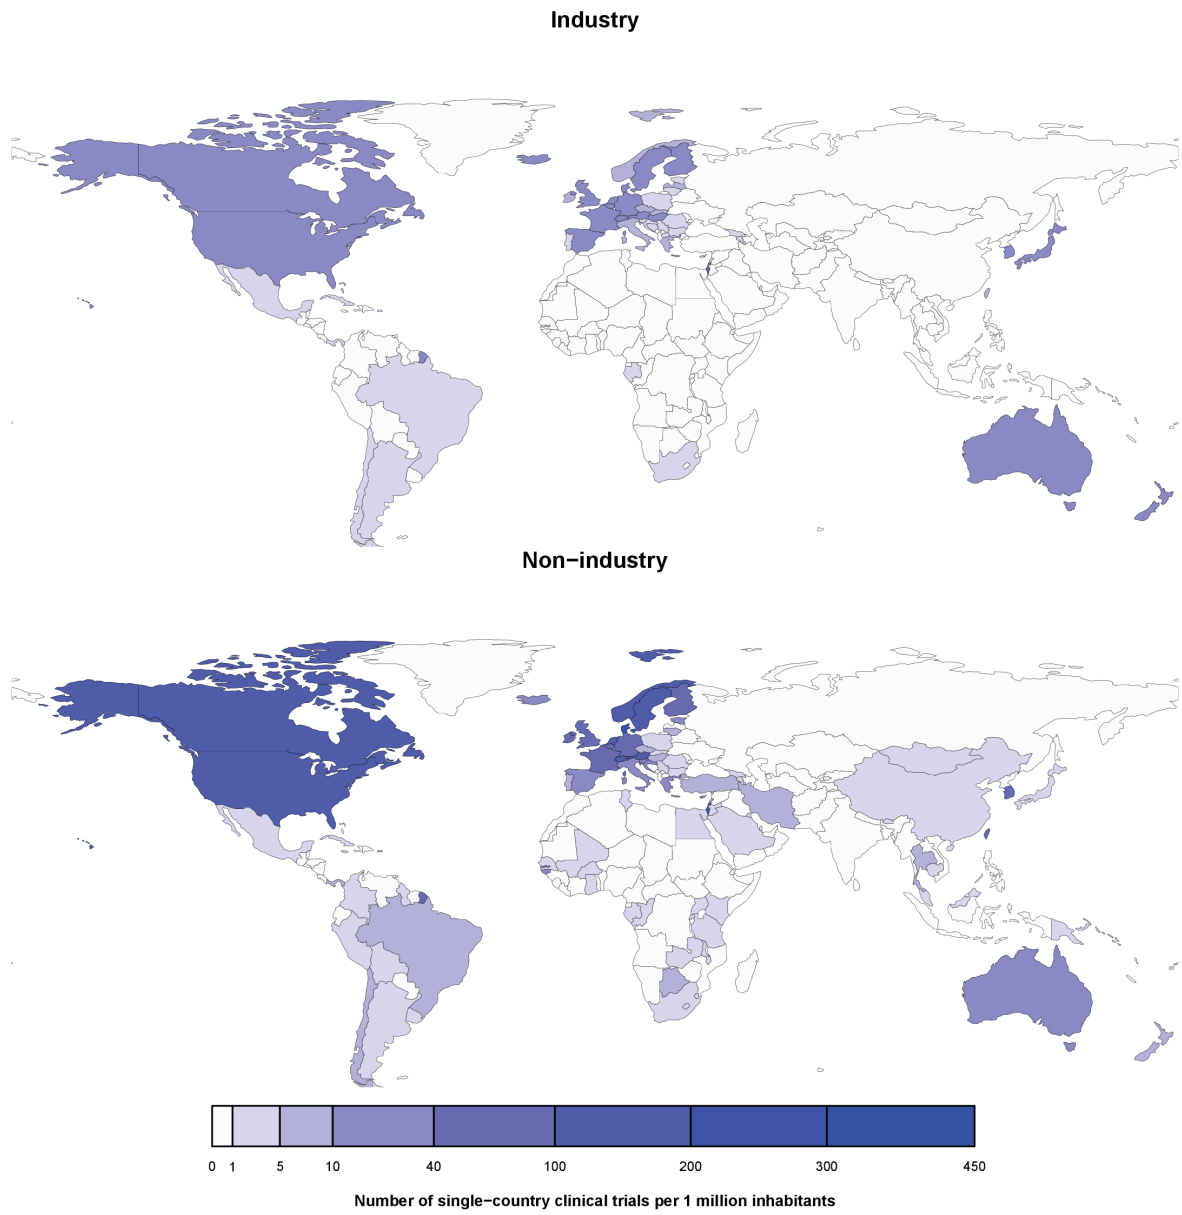 Industry
Non−industry
0 1 5 10 40 100 200 300 450
Number of single−country clinical trials per 1 million inhabitants